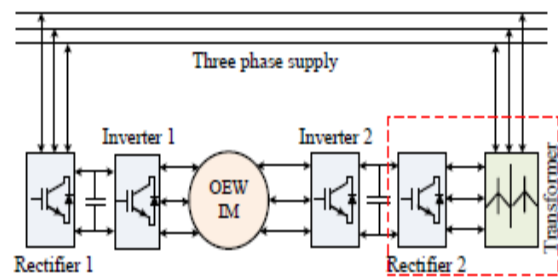 Three phase supply
Inverter 1
Inverter 2
OEW
IM
Transformer
Rectifier 1
Rectifier 2